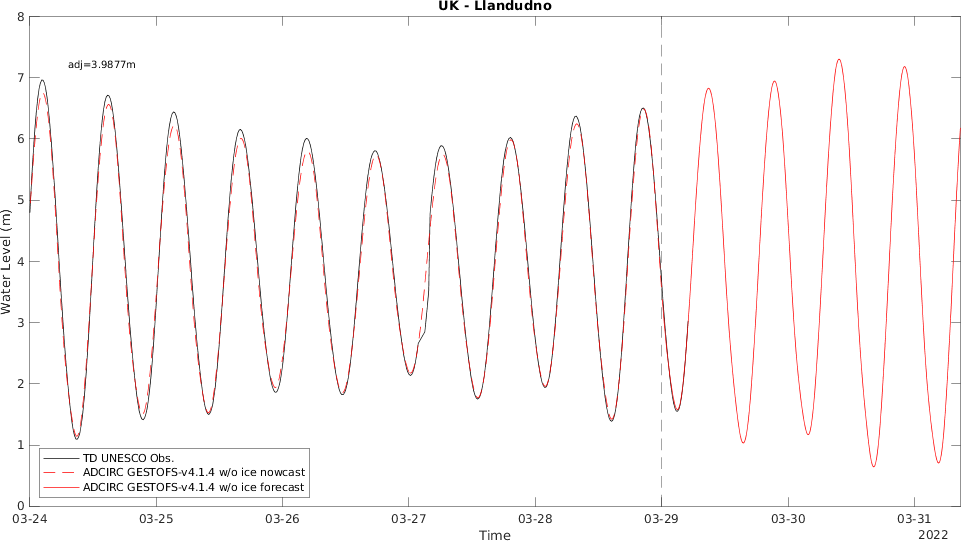 UK - Llandudno
8
7
6
5
4
3
2
1
0
Water Level (m)
adj=3.9877m
TD UNESCO Obs.
ADCIRC GESTOFS-v4.1.4 w/o ice nowcast
ADCIRC GESTOFS-v4.1.4 w/o ice forecast
03-24 03-25 03-26 03-27 03-28 03-29 03-30 03-31
Time
2022